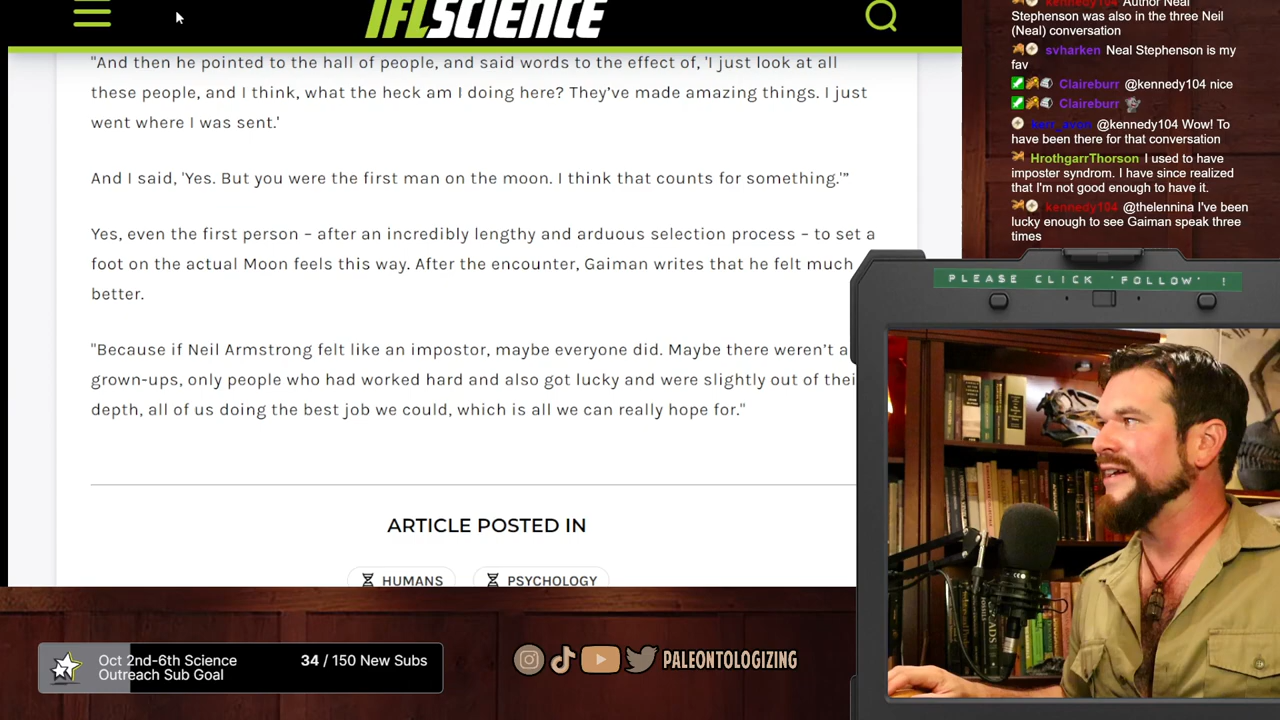 IFLSCIENCE
"And then he pointed to the hall of people, and said words to the effect of, 'I just look at all
these people, and I think, what the heck am I doing here? They've made amazing things. I just
went where I was sent.'
And I said, 'Yes. But you were the first man on the moon. I think that counts for something.'"
Yes, even the first person – after an incredibly lengthy and arduous selection process – to set a
foot on the actual Moon feels this way. After the encounter, Gaiman writes that he felt much
better.
"Because if Neil Armstrong felt like an impostor, maybe everyone did. Maybe there weren't a
grown-ups, only people who had worked hard and also got lucky and were slightly out of thei
depth, all of us doing the best job we could, which is all we can really hope for."
ARTICLE POSTED IN
HUMANS
PSYCHOLOGY
kennedy104 Author Neal
Stephenson was also in the three Neil
(Neal) conversation
svharken Neal Stephenson is my
fav
Claireburr @kennedy104 nice
Claireburr
kerr_avon @kennedy104 Wow! To
have been there for that conversation
HrothgarrThorson I used to have
imposter syndrom. I have since realized
that I'm not good enough to have it.
kennedy104 @thelennina I've been
lucky enough to see Gaiman speak three
times
PLEASE CLICK 'FOLLOW' !
Oct 2nd-6th Science
Outreach Sub Goal
34 / 150 New Subs
PALEONTOLOGIZING